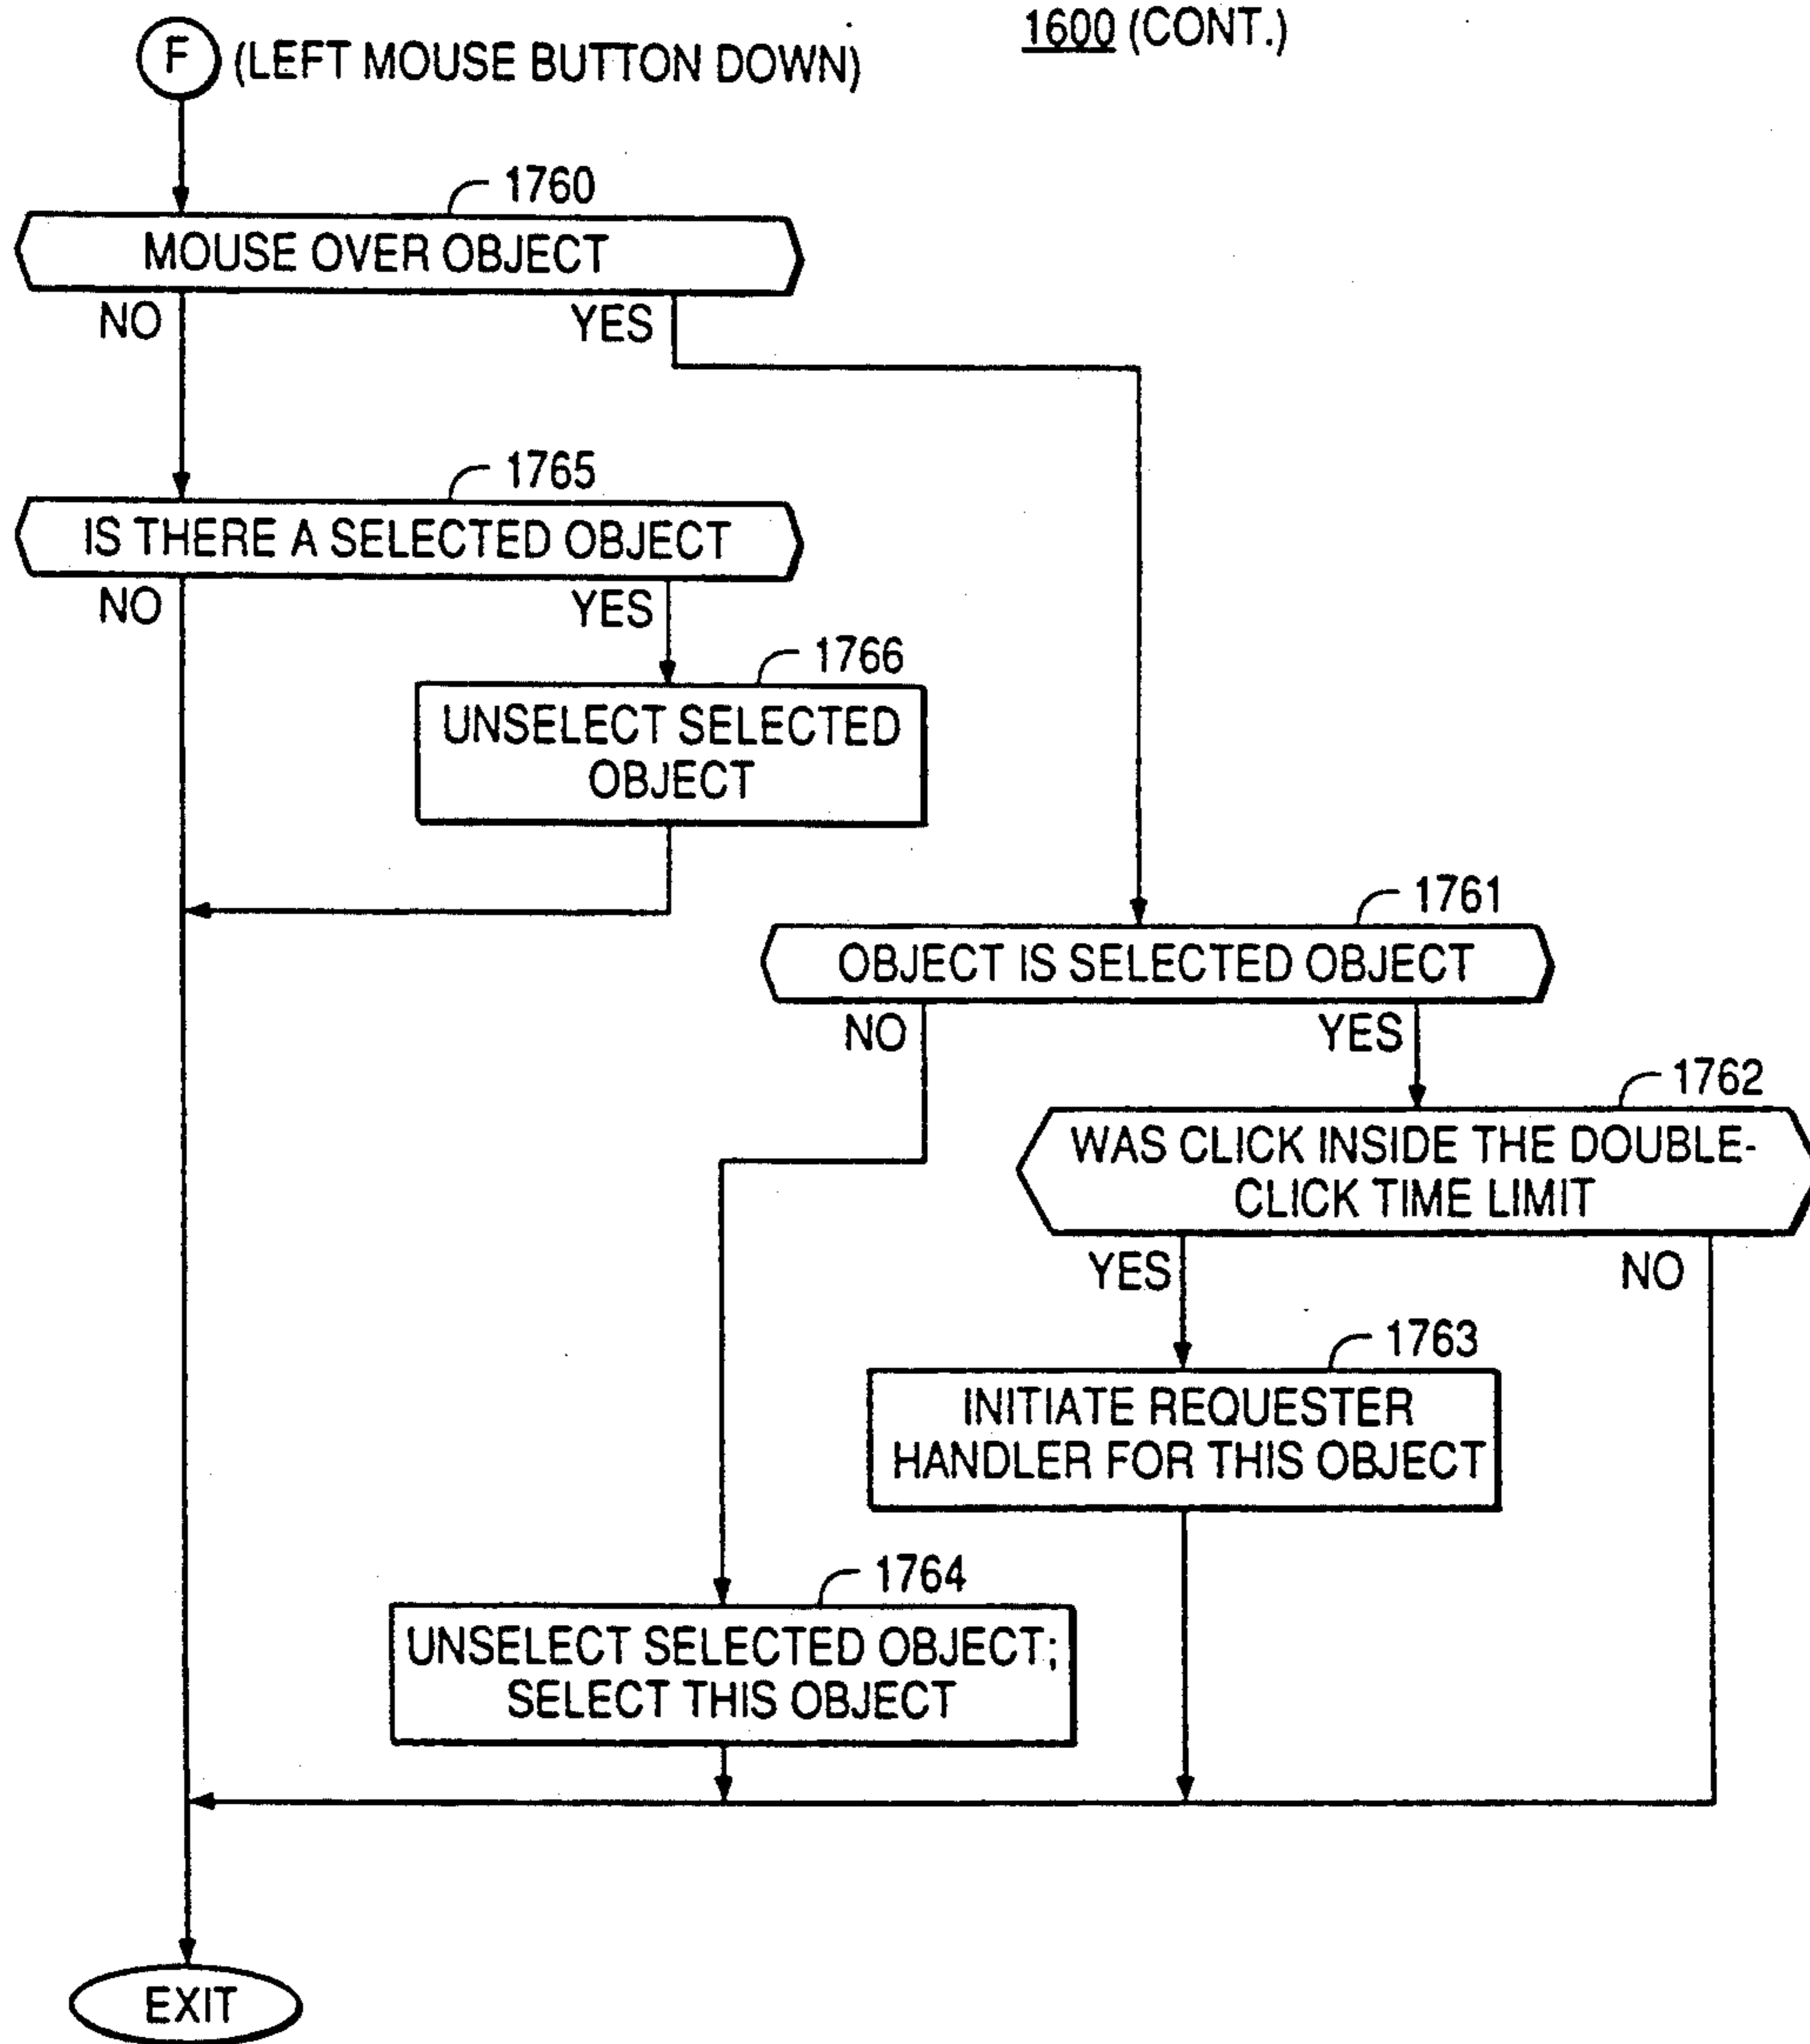 1600 (CONT.)
F (LEFT MOUSE BUTTON DOWN)
1760
MOUSE OVER OBJECT
NO
YES
1765
IS THERE A SELECTED OBJECT
NO
YES
1766
UNSELECT SELECTED
OBJECT
1761
OBJECT IS SELECTED OBJECT
NO
YES
1762
WAS CLICK INSIDE THE DOUBLE-
CLICK TIME LIMIT
YES
NO
1763
INITIATE REQUESTER
HANDLER FOR THIS OBJECT
1764
UNSELECT SELECTED OBJECT;
SELECT THIS OBJECT
EXIT